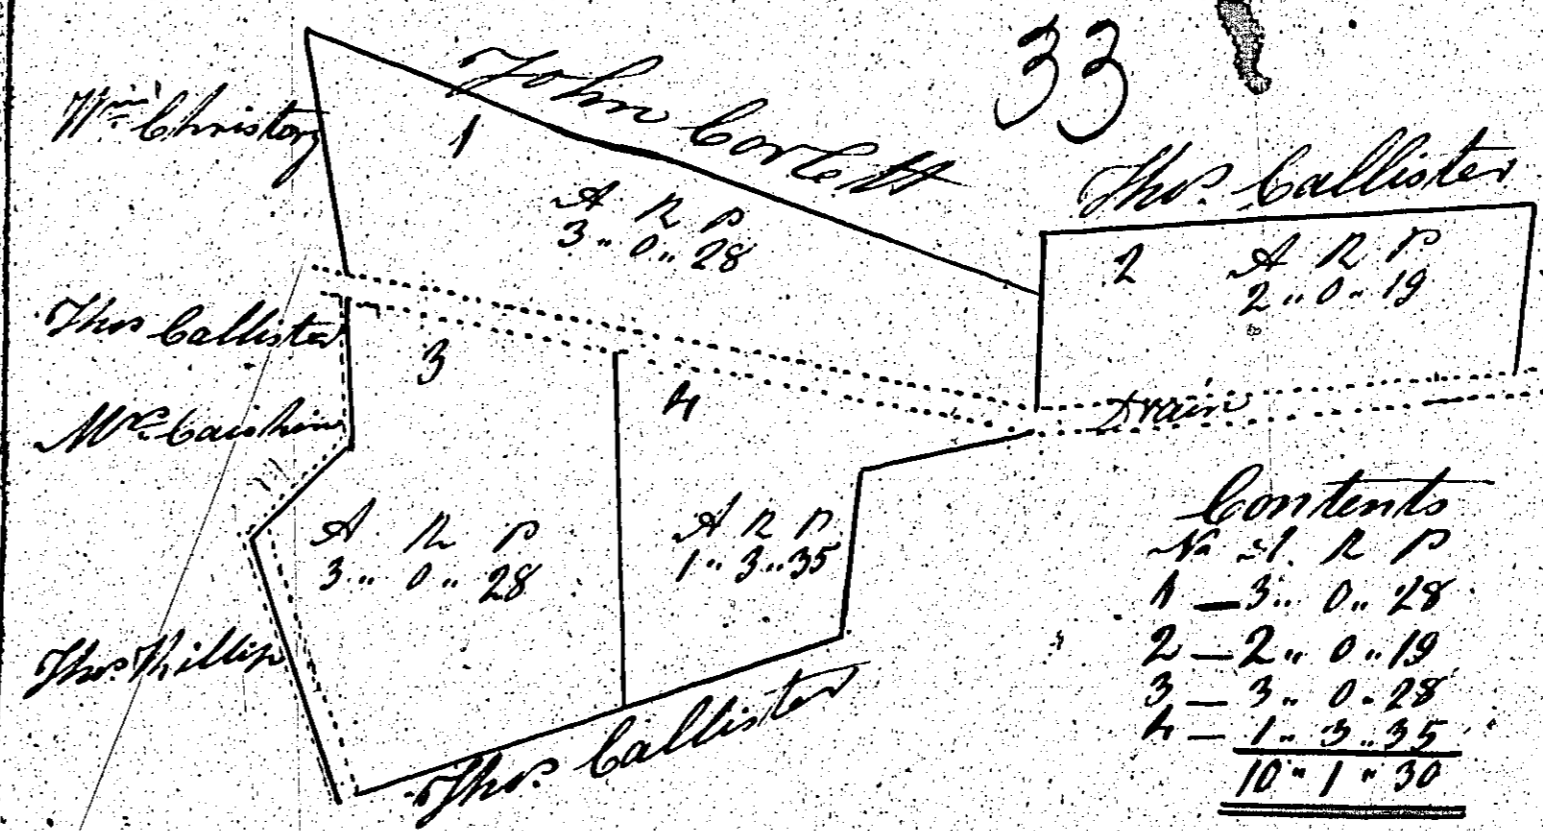 33
John Corlett
Wm Christory
1
A R P
3 .. 0 .. 28
Thos Callister
2
A R P
2 .. 0 .. 19
Thos Callister
3
4
Drain
Mrs
A R P
3 .. 0 .. 28
A R P
1 .. 3 .. 35
Thos
Thos Callister
Contents
No A R P
1 — 3 .. 0 .. 28
2 — 2 .. 0 .. 19
3 — 3 .. 0 .. 28
4 — 1 .. 3 .. 35
10 .. 1 .. 30